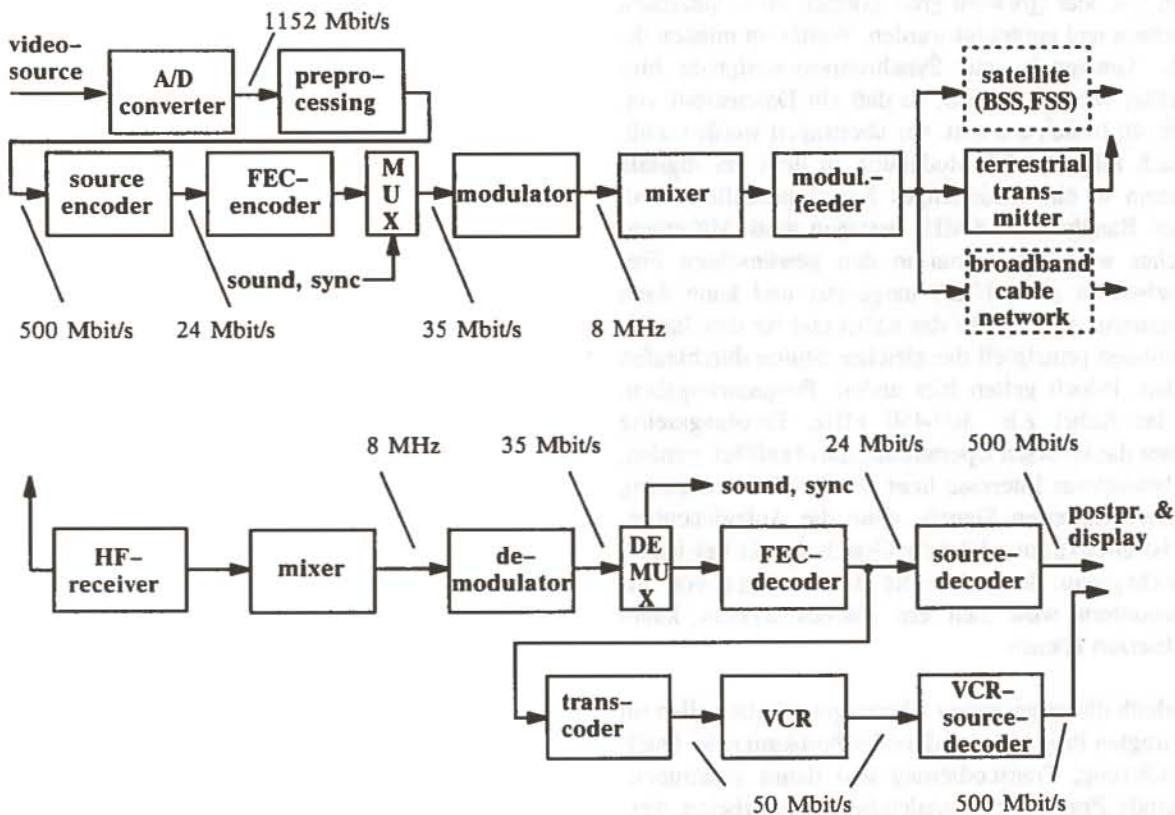 1152 Mbit/s
video-
source
A/D
converter
prepro-
cessing
satellite
(BSS,FSS)
source
encoder
FEC-
encoder
M
U
X
modulator
mixer
modul.
feeder
terrestrial
trans-
mitter
sound, sync
broadband
cable
network
500 Mbit/s
24 Mbit/s
35 Mbit/s
8 MHz
8 MHz
35 Mbit/s
24 Mbit/s
500 Mbit/s
sound, sync
postpr. &
display
HF-
receiver
mixer
de-
modulator
DE
MUX
FEC-
decoder
source-
decoder
trans-
coder
VCR
VCR-
source-
decoder
50 Mbit/s
500 Mbit/s